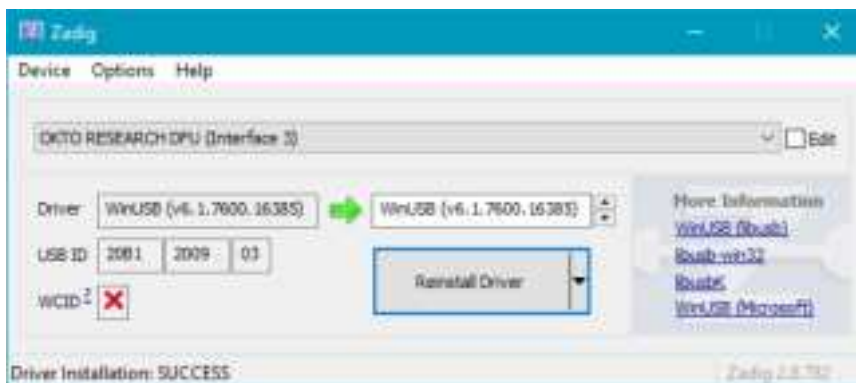 Zadig
Device Options Help
OKTO RESEARCH DFU (Interface 3)
Edit
Driver WinUSB (v6.1.7600.16385) WinUSB (v6.1.7600.16385)
More Information
WinUSB (libusb)
USB ID 20B1 2009 03
libusb-win32
Reinstall Driver
libusbK
WCID ?
WinUSB (Microsoft)
Driver Installation: SUCCESS